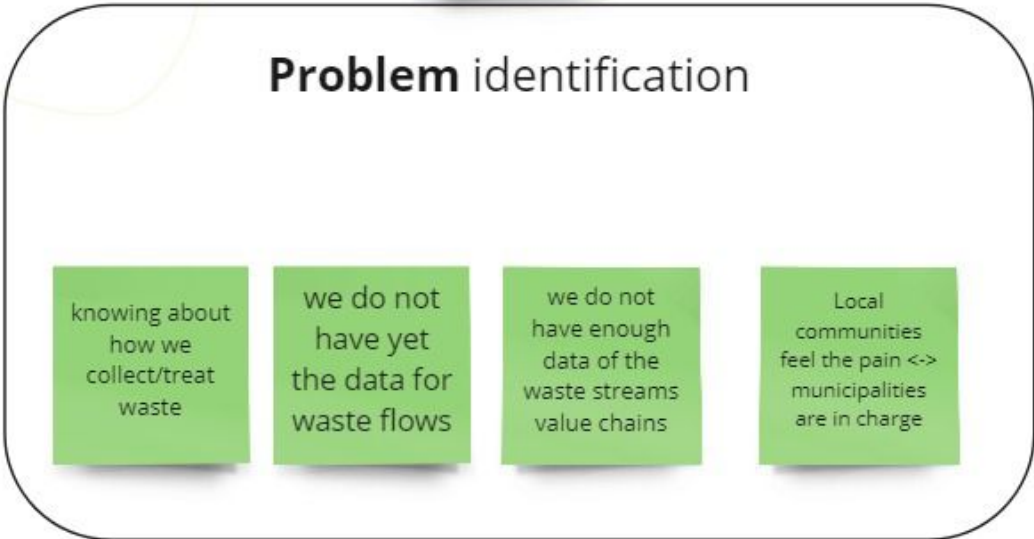 Problem identification
knowing about
how we
collect/treat
waste
we do not
have yet
the data for
waste flows
we do not
have enough
data of the
waste streams
value chains
Local
communities
feel the pain <->
municipalities
are in charge